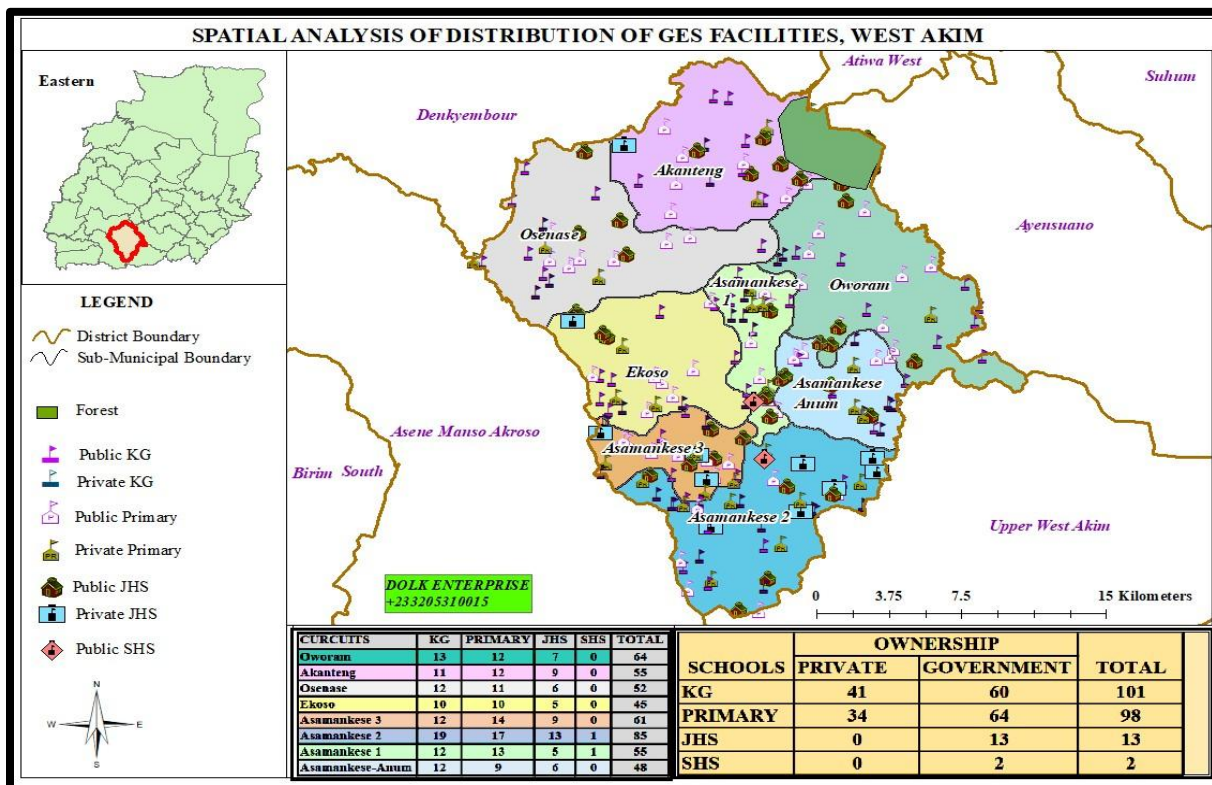 SPATIAL ANALYSIS OF DISTRIBUTION OF GES FACILITIES, WEST AKIM
Eastern
Atiwa West
Suhum
Denkyembour
Akanteng
Osenase
Ayensuano
Asamankese
1
Oworam
Ekoso
Asamankese
Anum
Asene Manso Akroso
Asamankese 3
Birim South
Asamankese 2
Upper West Akim
LEGEND
District Boundary
Sub-Municipal Boundary
Forest
Public KG
Private KG
Public Primary
Private Primary
Public JHS
Private JHS
Public SHS
N
W E
S
DOLK ENTERPRISE
+233205310015
0 3.75 7.5 15 Kilometers
CURCUITS KG PRIMARY JHS SHS TOTAL
Oworam 13 12 7 0 64
Akanteng 11 12 9 0 55
Osenase 12 11 6 0 52
Ekoso 10 10 5 0 45
Asamankese 3 12 14 9 0 61
Asamankese 2 19 17 13 1 85
Asamankese 1 12 13 5 1 55
Asamankese-Anum 12 9 6 0 48
OWNERSHIP
SCHOOLS PRIVATE GOVERNMENT TOTAL
KG 41 60 101
PRIMARY 34 64 98
JHS 0 13 13
SHS 0 2 2